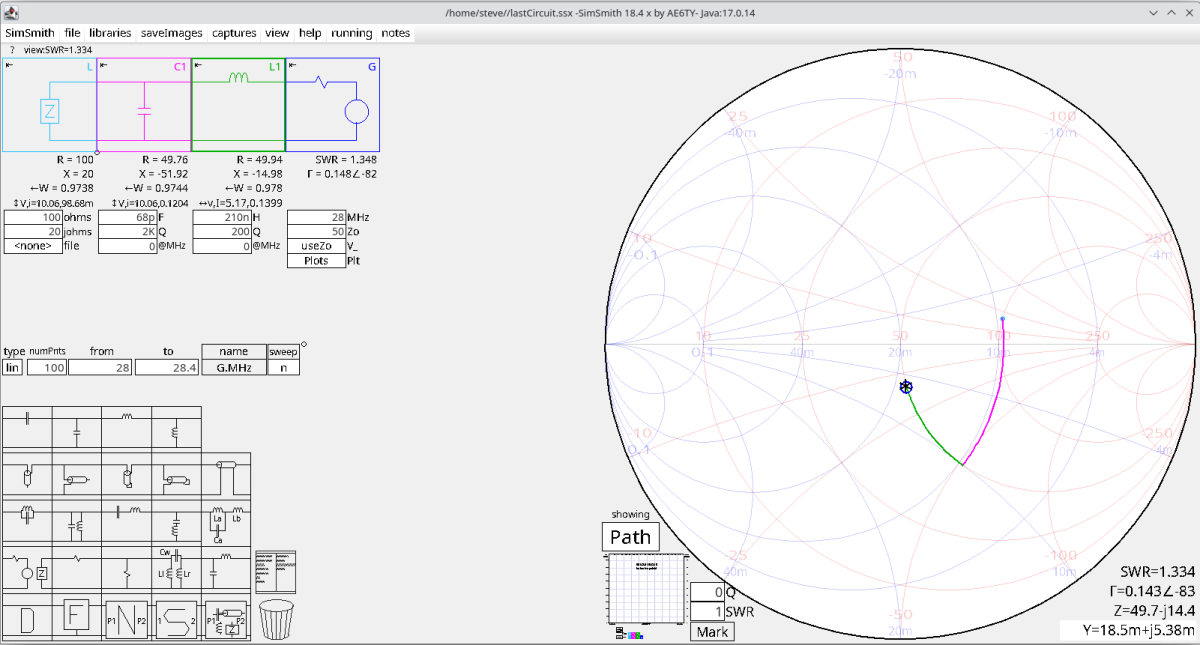 /home/steve//lastCircuit.ssx -SimSmith 18.4 x by AE6TY- Java:17.0.14
SimSmith file libraries saveImages captures view help running notes
? view:SWR=1.334
L C1 L1 G
Z
R = 100 R = 49.76 R = 49.94 SWR = 1.348
X = 20 X = -51.92 X = -14.98 Γ = 0.148∠-82
←W = 0.9738 ←W = 0.9744 ←W = 0.978
↕V,i=10.06,98.68m ↕V,i=10.06,0.1204 ↔v,I=5.17,0.1399
100 ohms 68p F 210n H 28 MHz
20 johms 2K Q 200 Q 50 Zo
<none> file 0 @MHz 0 @MHz useZo V_
Plots Plt
type numPnts from to name sweep
lin 100 28 28.4 G.MHz n
La Lb
Ca
Z
Cw
Ll Lr
D F P1 N P2 1 S 2 P1 P2
Z
50
-20m
25 100
-40m -10m
10 250
-0.1 -4m
10 25 50 100 250
0.1 40m 20m 10m 4m
-10 -250
0.1 4m
-25 -100
40m 10m
-50
20m
showing
Path
0 Q
1 SWR
Mark
SWR=1.334
Γ=0.143∠-83
Z=49.7-j14.4
Y=18.5m+j5.38m